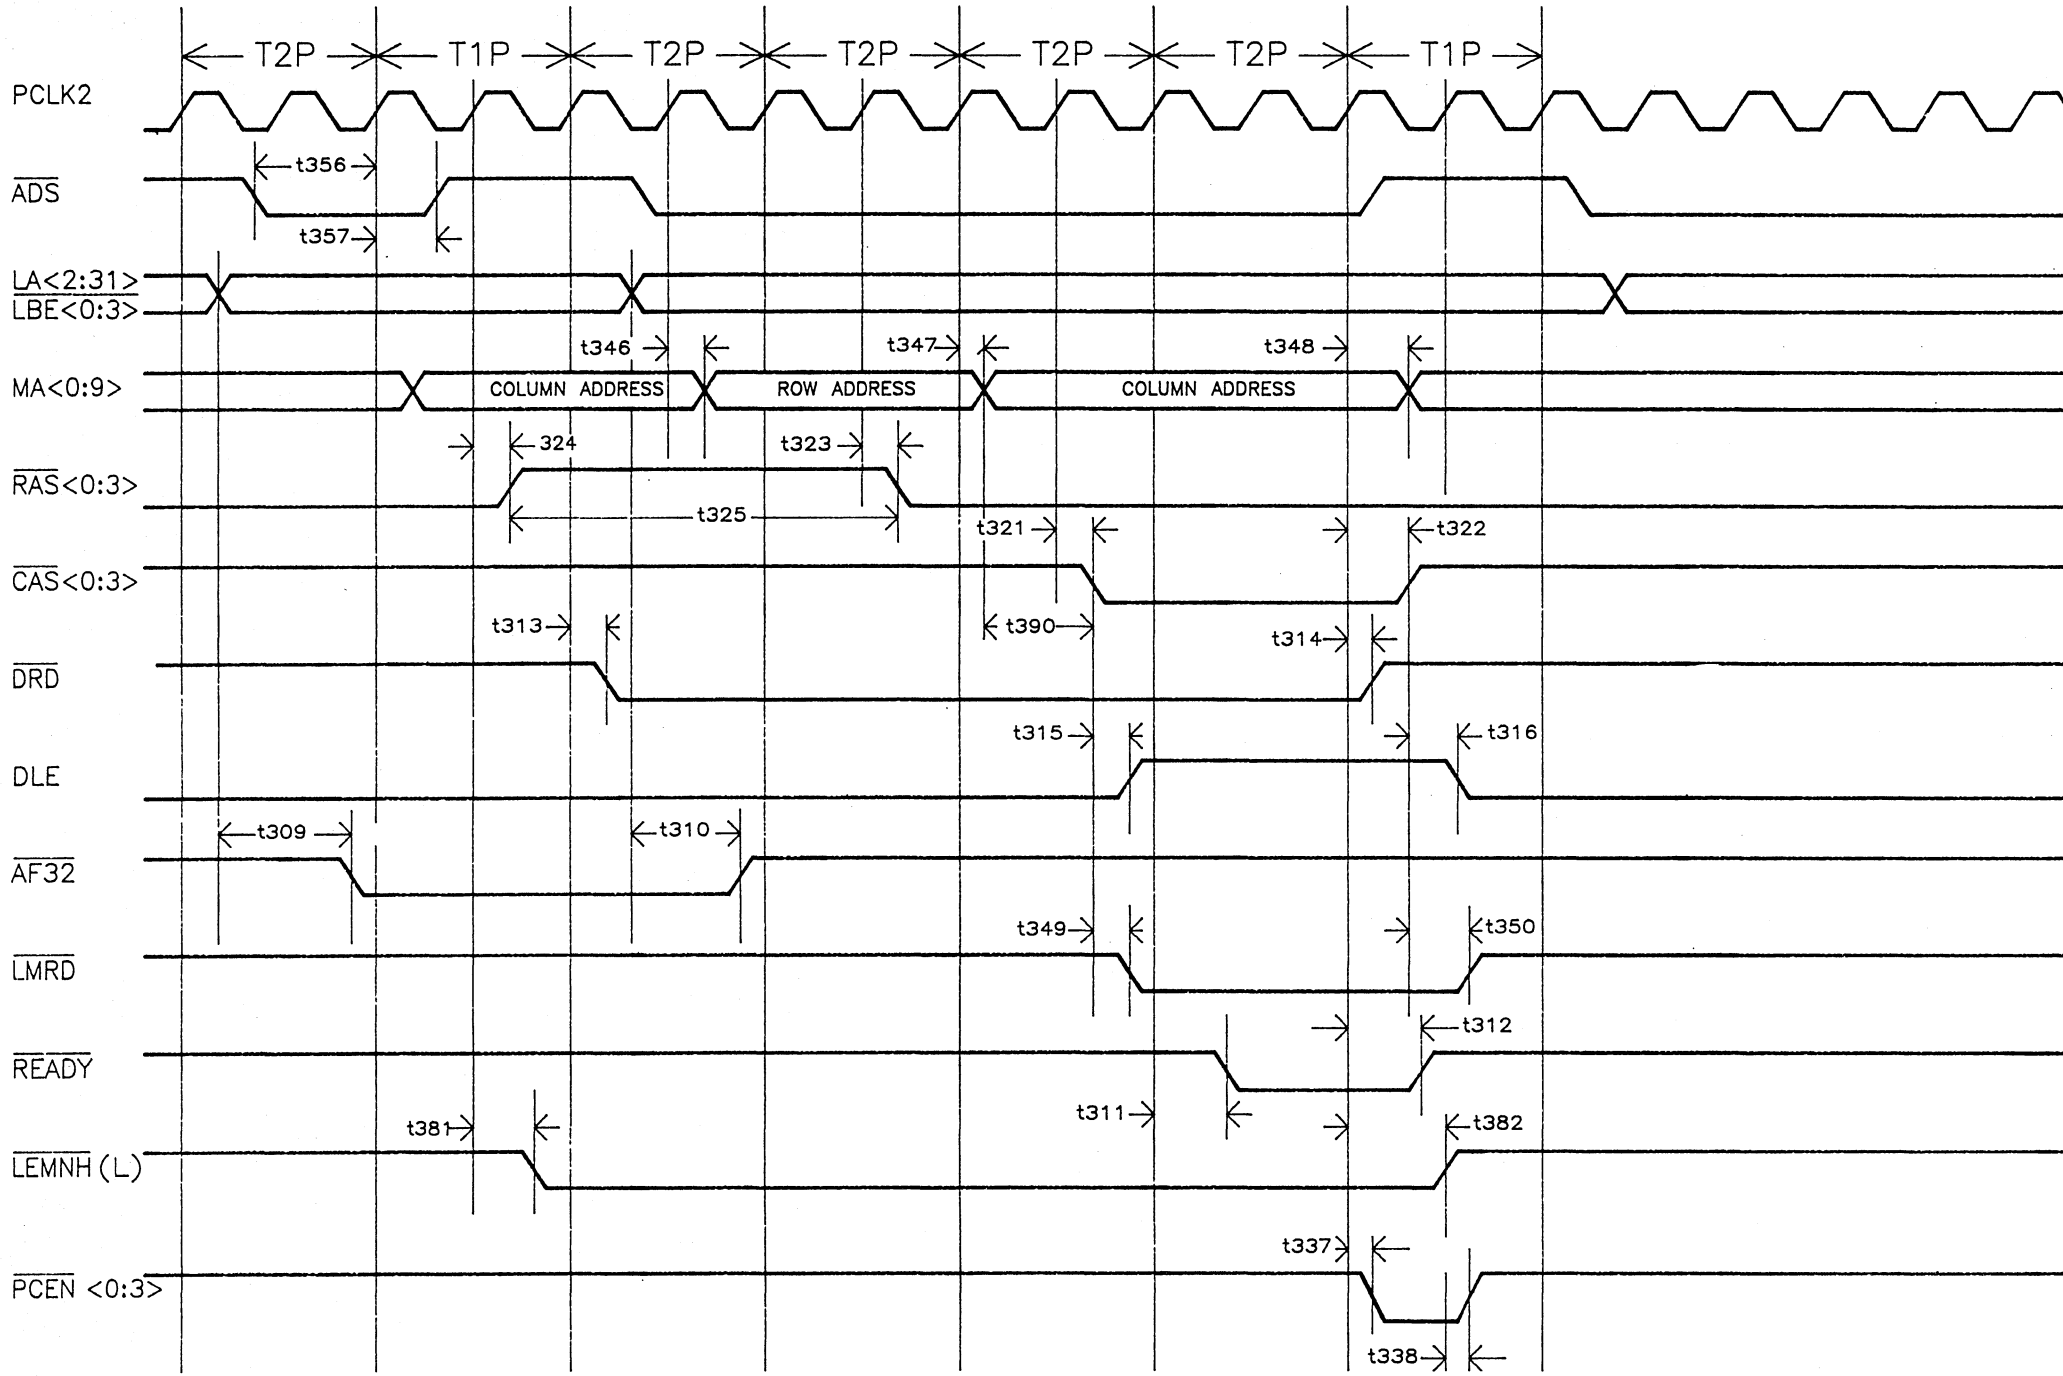 T2P T1P T2P T2P T2P T2P T1P
PCLK2
t356
ADS
t357
LA<2:31>
LBE<0:3>
t346 t347 t348
MA<0:9> COLUMN ADDRESS ROW ADDRESS COLUMN ADDRESS
324 t323
RAS<0:3>
t325
t321 t322
CAS<0:3>
t313 t390 t314
DRD
t315 t316
DLE
t309 t310
AF32
t349 t350
LMRD
t312
READY
t311
t381 t382
LEMNH(L)
t337
PCEN <0:3>
t338